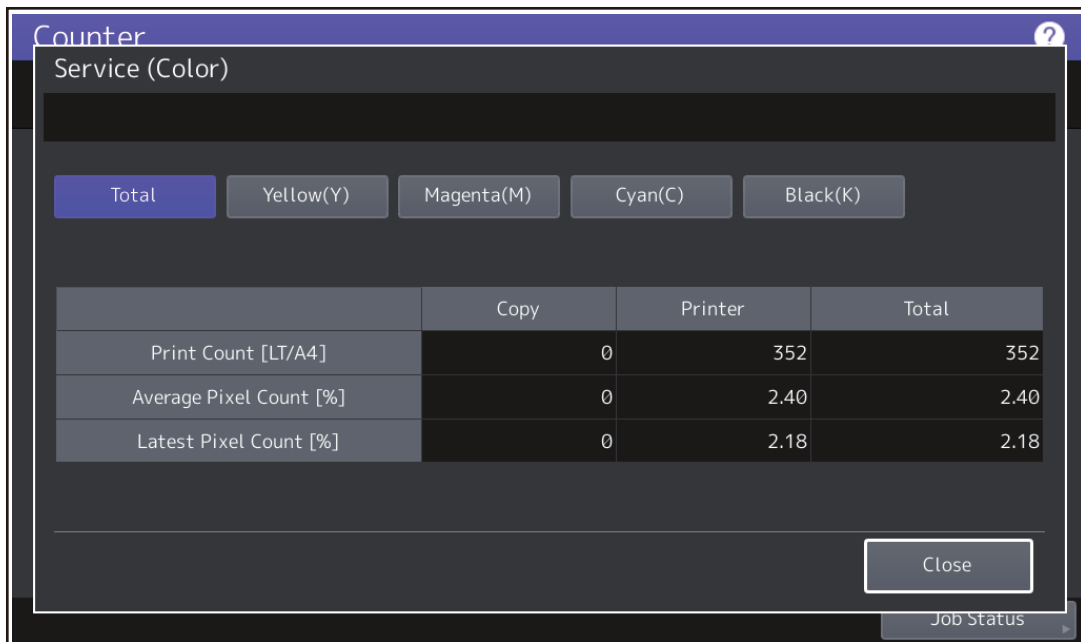 Counter ?
Service (Color)
Total Yellow(Y) Magenta(M) Cyan(C) Black(K)
Copy Printer Total
Print Count [LT/A4] 0 352 352
Average Pixel Count [%] 0 2.40 2.40
Latest Pixel Count [%] 0 2.18 2.18
Close
Job Status